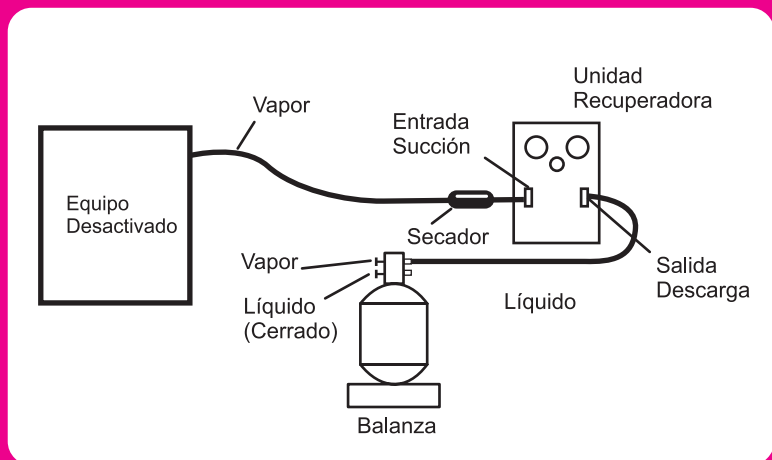 Unidad
Recuperadora
Vapor
Entrada
Succión
Equipo
Desactivado
Secador
Vapor
Salida
Descarga
Líquido
(Cerrado)
Líquido
Balanza